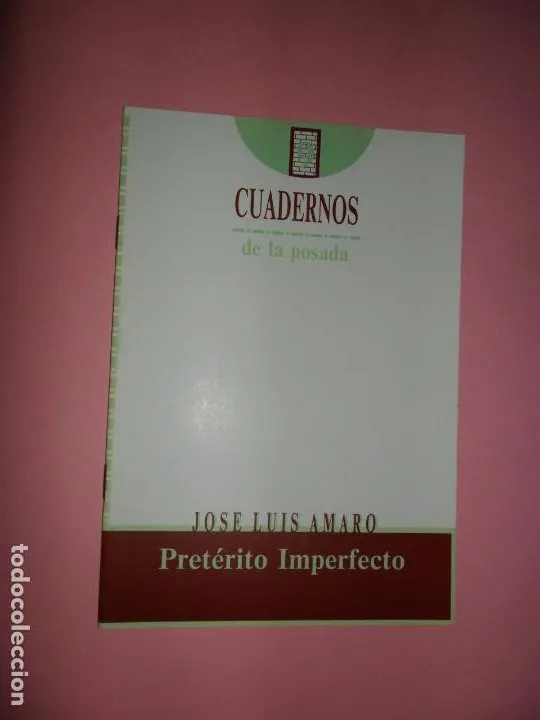 CUADERNOS
de la posada
JOSE LUIS AMARO
Pretérito Imperfecto
todocoleccion